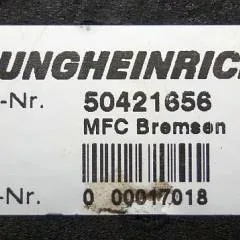 UNGHEINRICH
-Nr. 50421656
MFC Bremsen
-Nr. 0 00017018